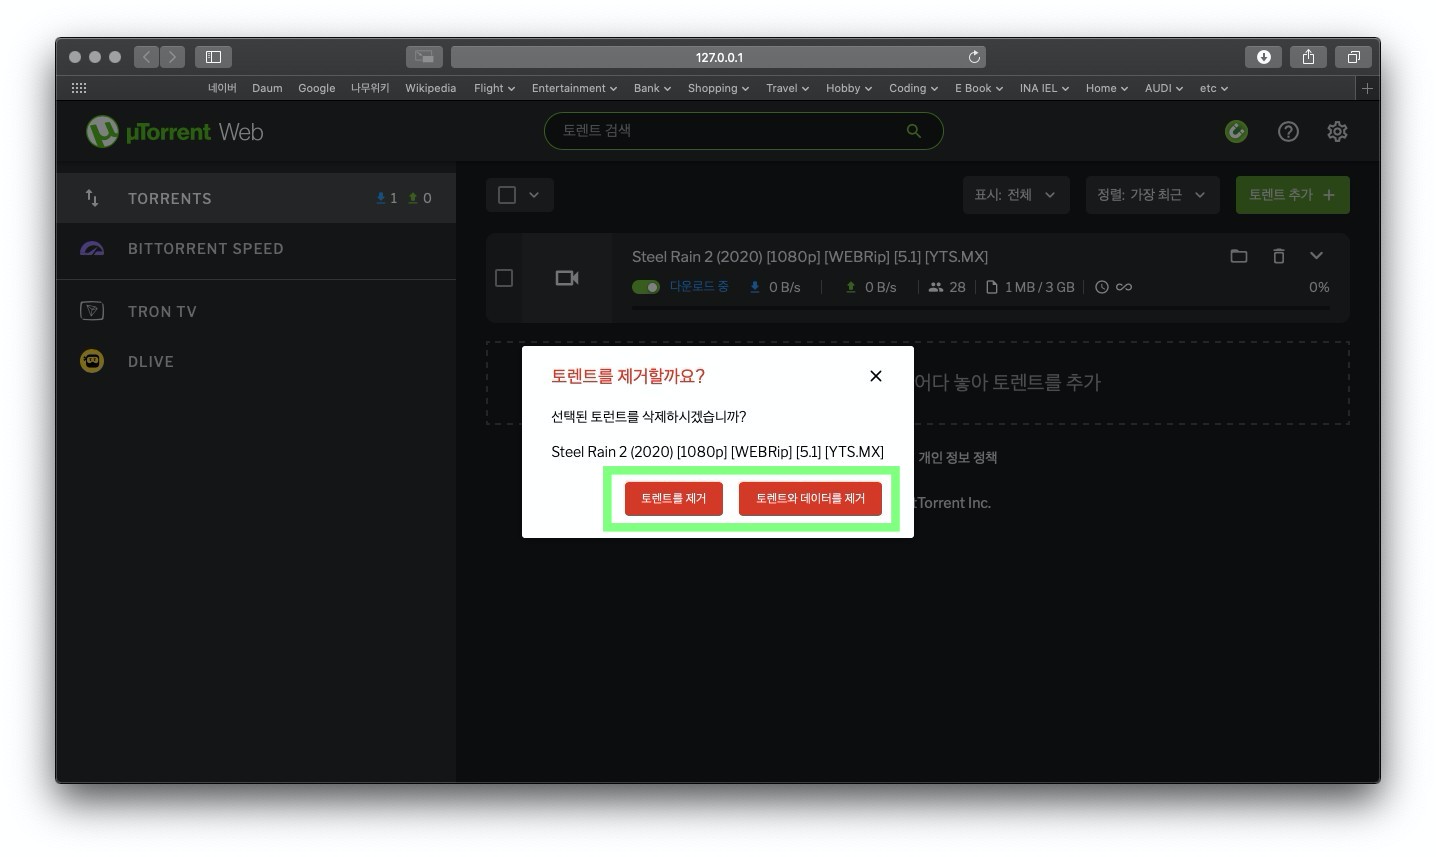 127.0.0.1
네이버 Daum Google 나무위키 Wikipedia Flight Entertainment Bank Shopping Travel Hobby Coding E Book INA IEL Home AUDI etc
µTorrent Web
토렌트 검색
TORRENTS 1 0
BITTORRENT SPEED
TRON TV
DLIVE
표시: 전체 정렬: 가장 최근 토렌트 추가 +
Steel Rain 2 (2020) [1080p] [WEBRip] [5.1] [YTS.MX]
다운로드 중 0 B/s 0 B/s 28 1 MB / 3 GB ∞ 0%
어다 놓아 토렌트를 추가
개인 정보 정책
tTorrent Inc.
토렌트를 제거할까요?
선택된 토런트를 삭제하시겠습니까?
Steel Rain 2 (2020) [1080p] [WEBRip] [5.1] [YTS.MX]
토렌트를 제거 토렌트와 데이터를 제거